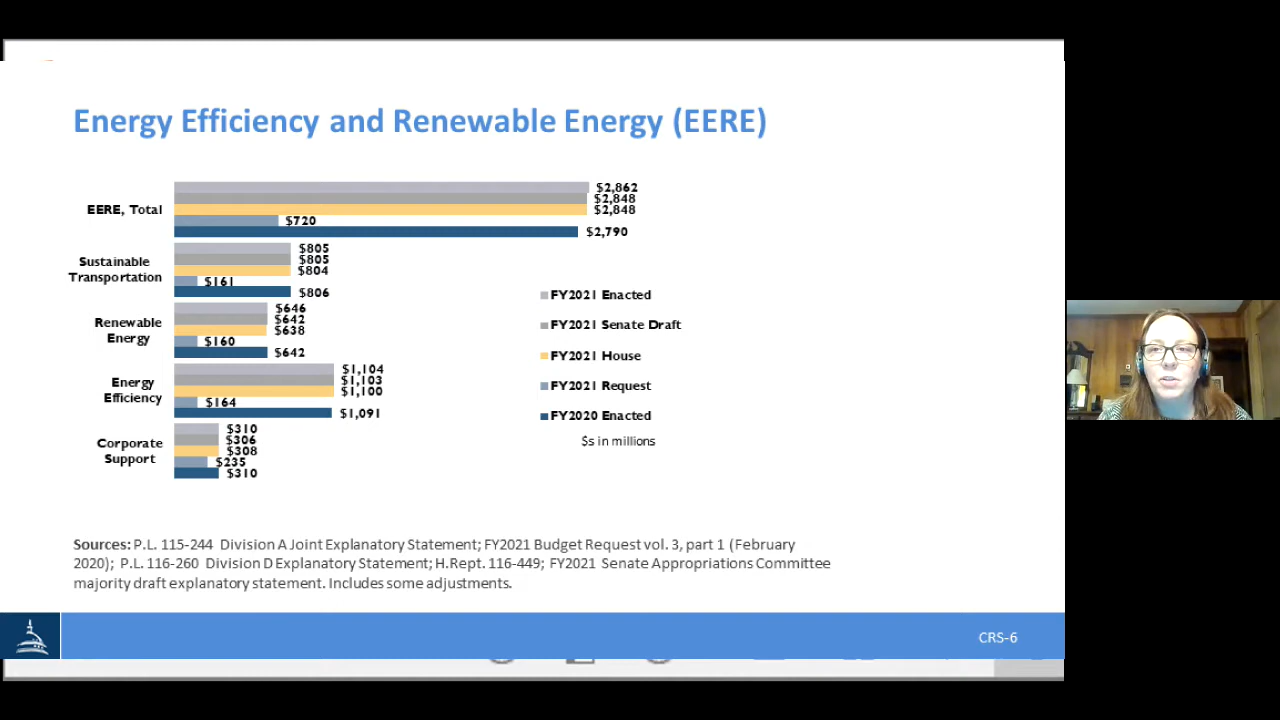 Energy Efficiency and Renewable Energy (EERE)
EERE, Total
$2,862
$2,848
$2,848
$720
$2,790
Sustainable
Transportation
$805
$805
$804
$161
$806
Renewable
Energy
$646
$642
$638
$160
$642
Energy
Efficiency
$1,104
$1,103
$1,100
$164
$1,091
Corporate
Support
$310
$306
$308
$235
$310
FY2021 Enacted
FY2021 Senate Draft
FY2021 House
FY2021 Request
FY2020 Enacted
$s in millions
Sources: P.L. 115-244 Division A Joint Explanatory Statement; FY2021 Budget Request vol. 3, part 1 (February
2020); P.L. 116-260 Division D Explanatory Statement; H.Rept. 116-449; FY2021 Senate Appropriations Committee
majority draft explanatory statement. Includes some adjustments.
CRS-6